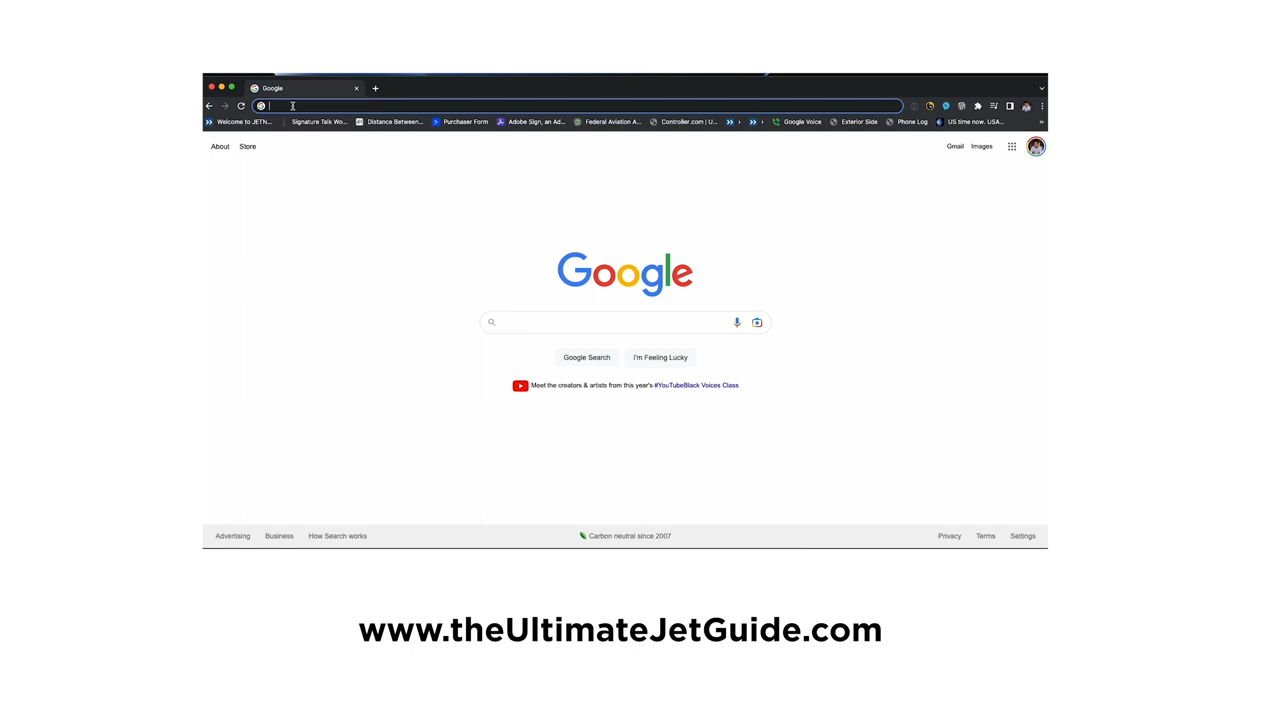 Google
Welcome to JETN... Signature Talk Wo... Distance Between... Purchaser Form Adobe Sign, an Ad... Federal Aviation A... Controller.com | U... Google Voice Exterior Side Phone Log US time now. USA...
About Store Gmail Images
Google
Google Search I'm Feeling Lucky
Meet the creators & artists from this year's #YouTubeBlack Voices Class
Advertising Business How Search works Carbon neutral since 2007 Privacy Terms Settings
www.theUltimateJetGuide.com